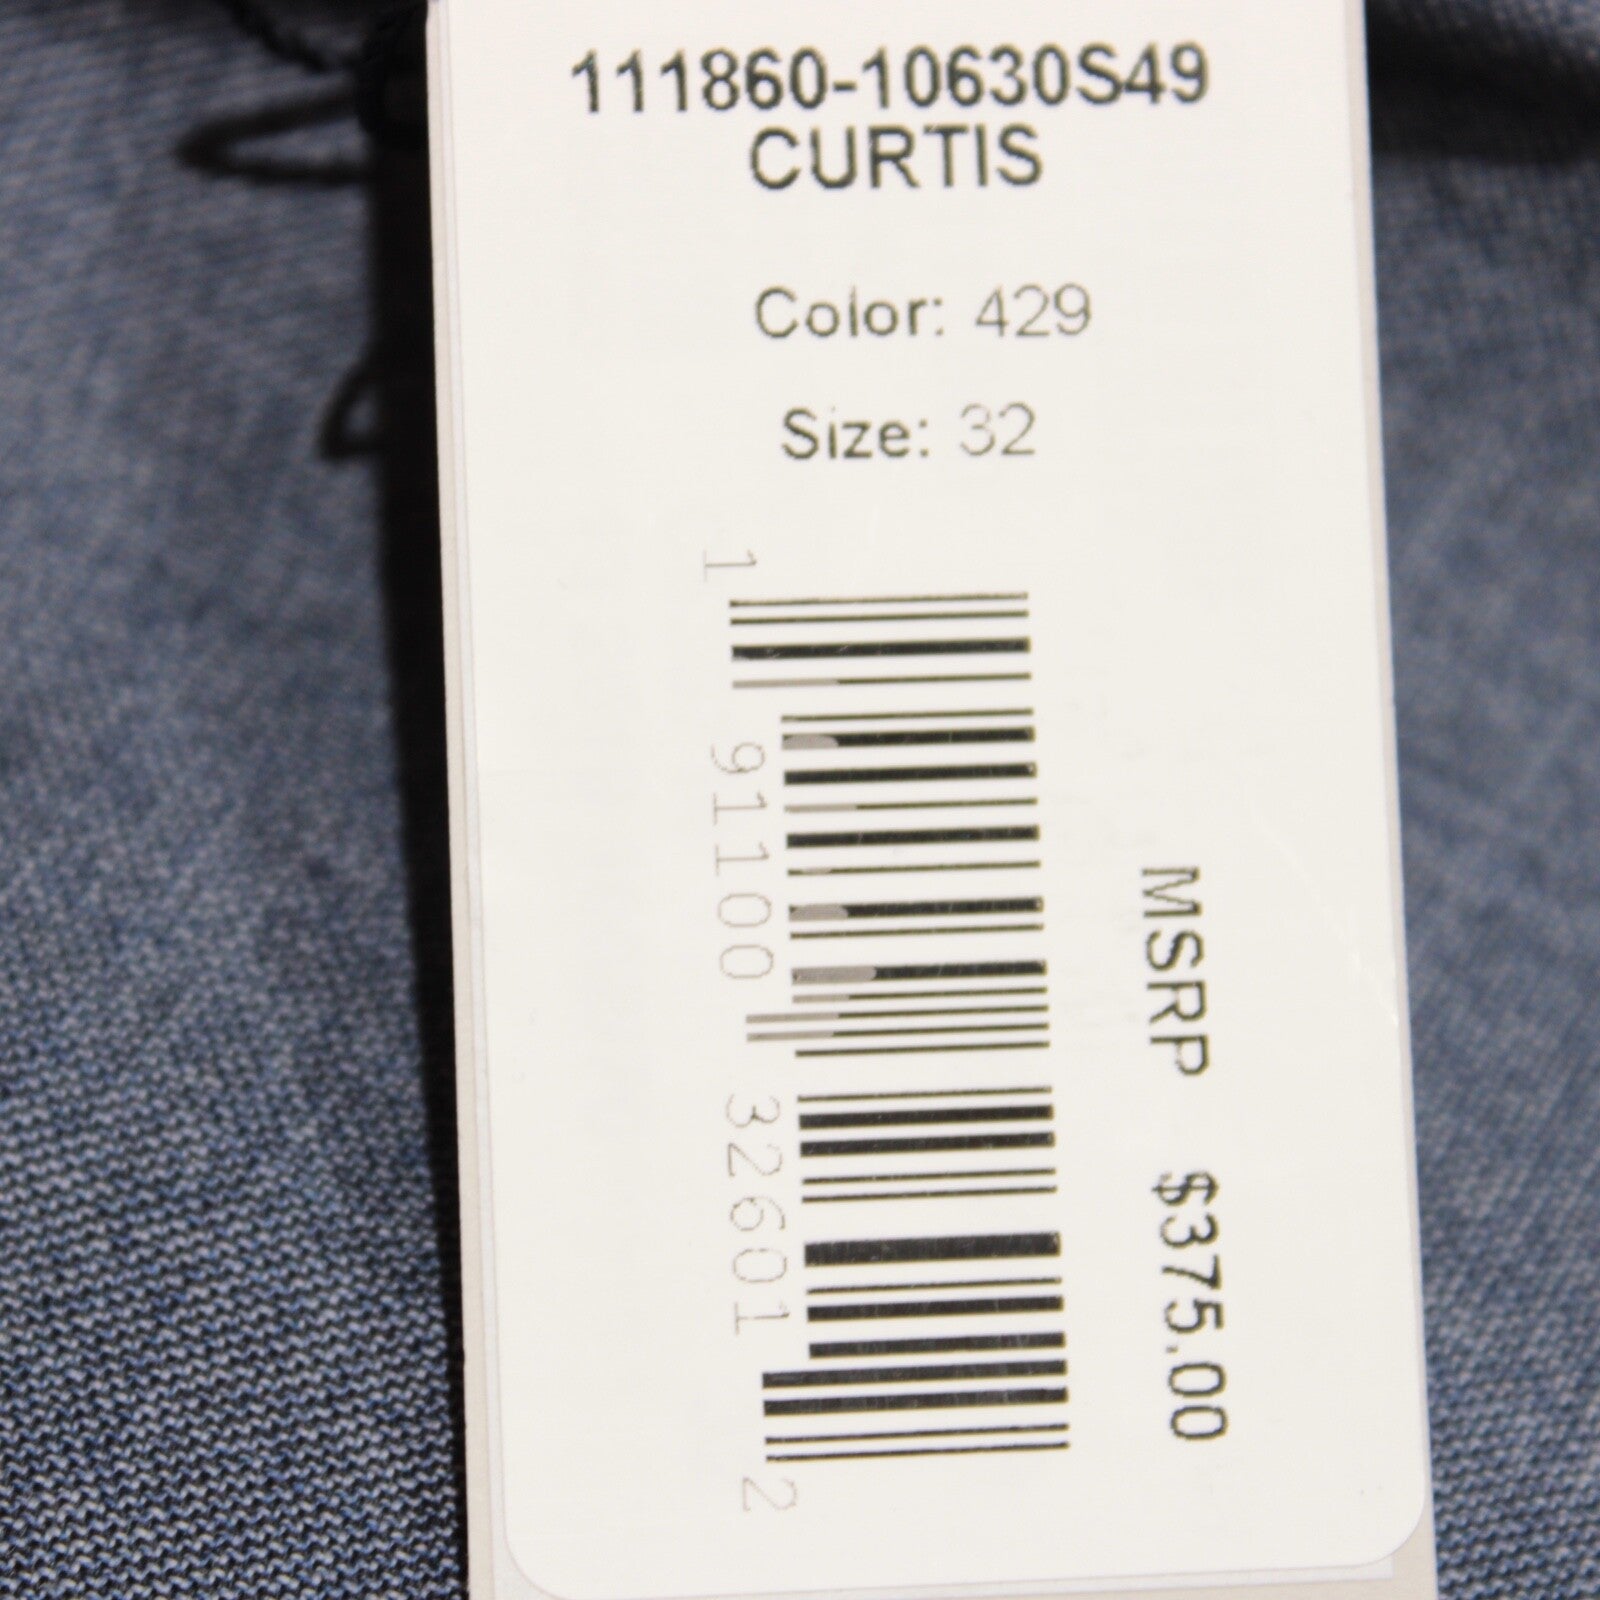 111860-10630S49
CURTIS
Color: 429
Size: 32
1 91100 32601 2
MSRP $375.00